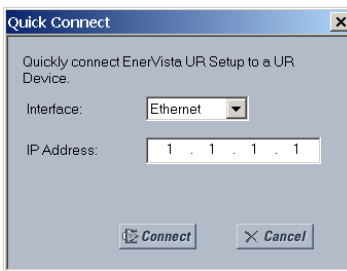 Quick Connect
Quickly connect EnerVista UR Setup to a UR
Device.
Interface: Ethernet
IP Address: 1 . 1 . 1 . 1
Connect Cancel